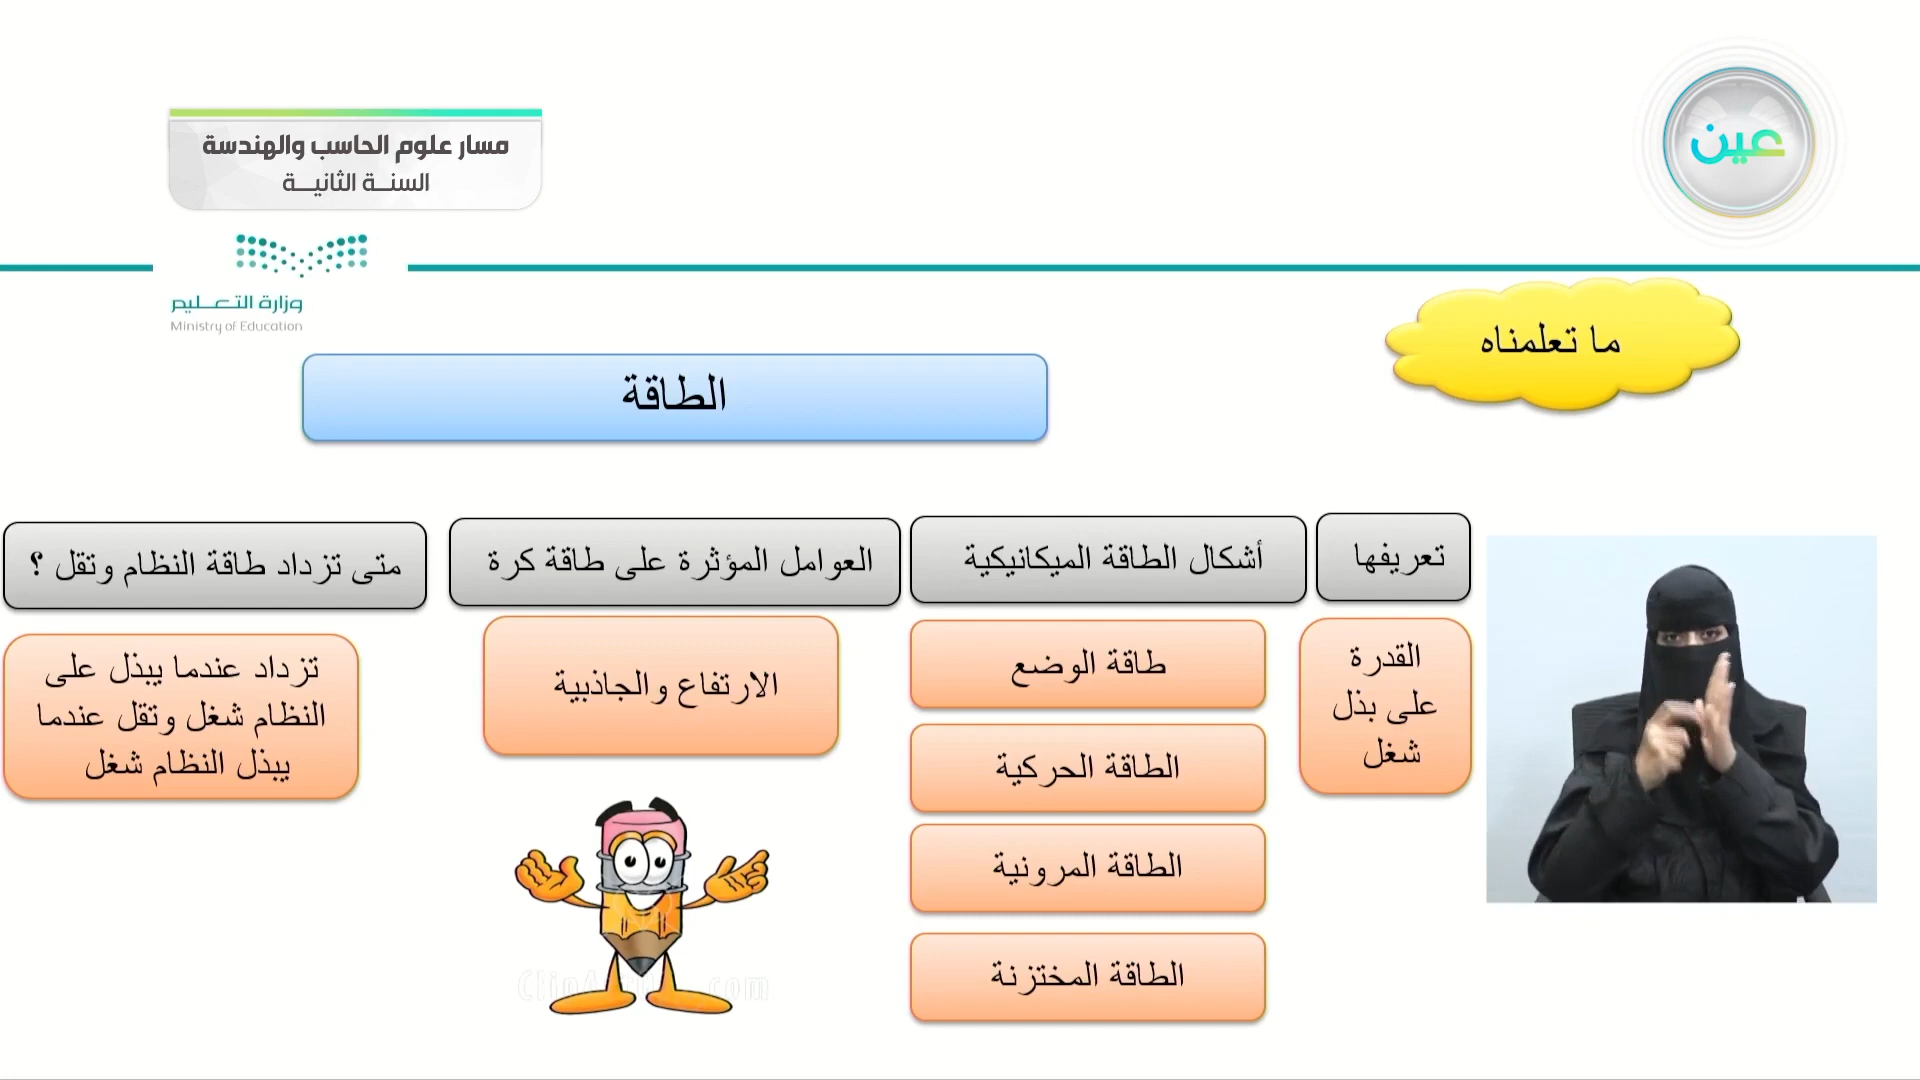 عين
مسار علوم الحاسب والهندسة
السنة الثانية
وزارة التعليم
Ministry of Education
ما تعلمناه
الطاقة
تعريفها
القدرة
على بذل
شغل
أشكال الطاقة الميكانيكية
طاقة الوضع
الطاقة الحركية
الطاقة المرونية
الطاقة المختزنة
العوامل المؤثرة على طاقة كرة
الارتفاع والجاذبية
متى تزداد طاقة النظام وتقل ؟
تزداد عندما يبذل على
النظام شغل وتقل عندما
يبذل النظام شغل